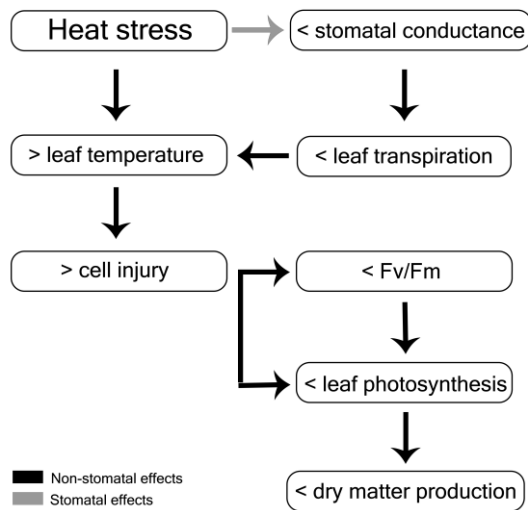 Heat stress
< stomatal conductance
> leaf temperature
< leaf transpiration
> cell injury
< Fv/Fm
< leaf photosynthesis
< dry matter production
Non-stomatal effects
Stomatal effects